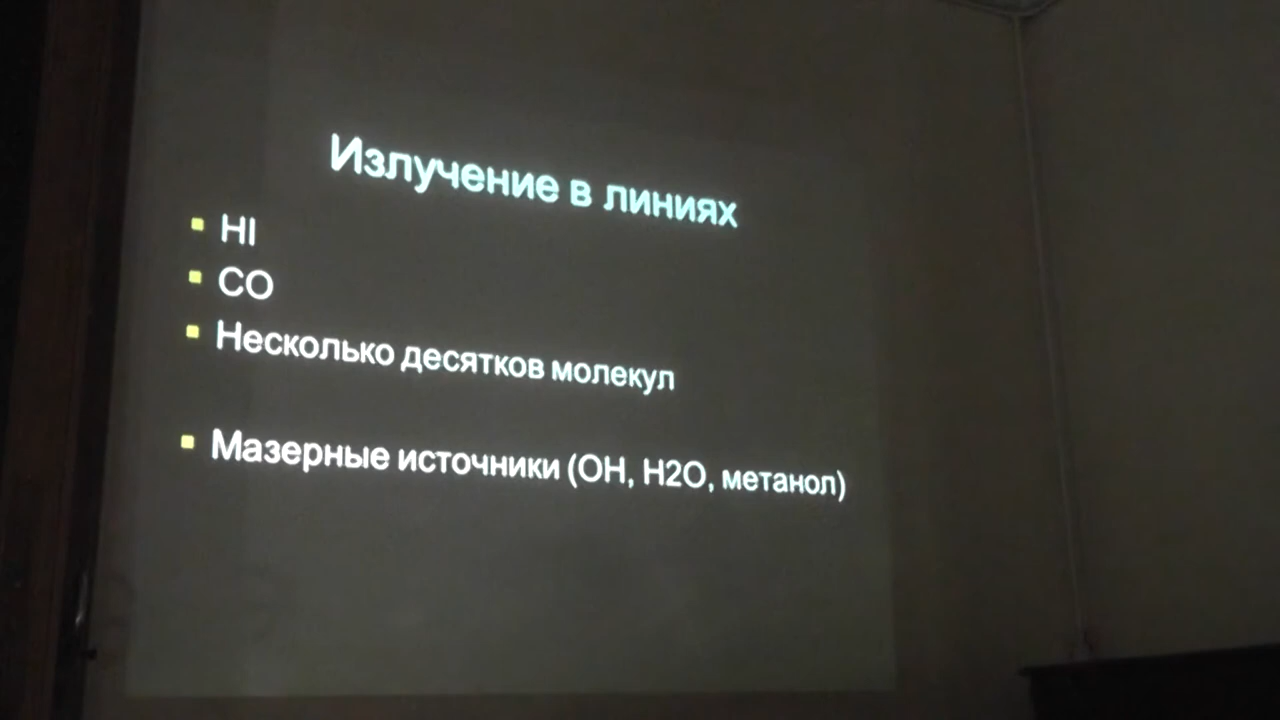 Излучение в линиях
HI
CO
Несколько десятков молекул
Мазерные источники (OH, H2O, метанол)